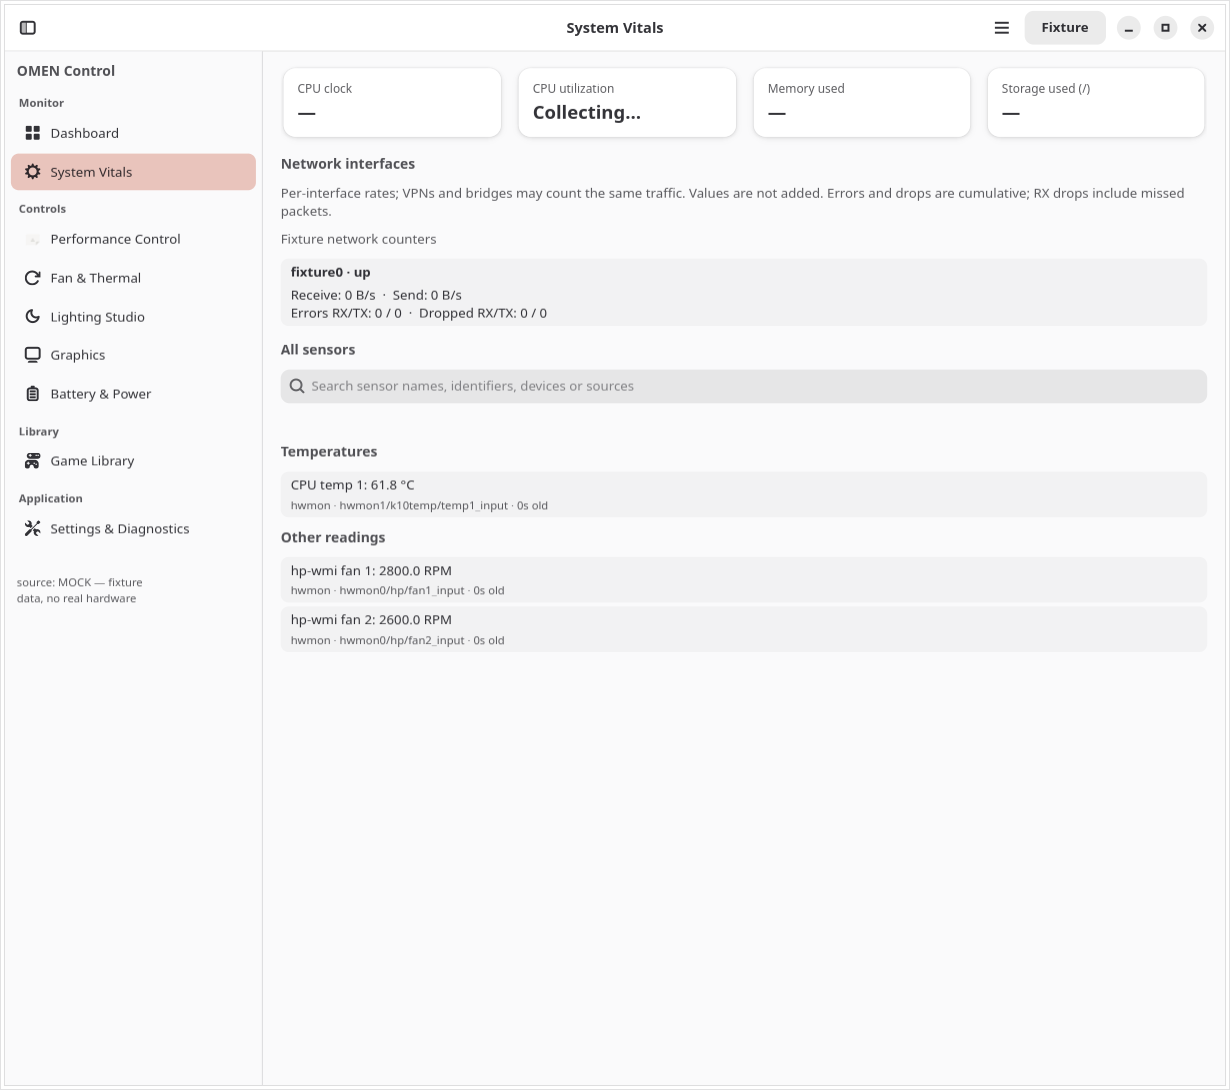 System Vitals
Fixture
OMEN Control
Monitor
Dashboard
System Vitals
Controls
Performance Control
Fan & Thermal
Lighting Studio
Graphics
Battery & Power
Library
Game Library
Application
Settings & Diagnostics
source: MOCK — fixture
data, no real hardware
CPU clock
—
CPU utilization
Collecting…
Memory used
—
Storage used (/)
—
Network interfaces
Per-interface rates; VPNs and bridges may count the same traffic. Values are not added. Errors and drops are cumulative; RX drops include missed
packets.
Fixture network counters
fixture0 · up
Receive: 0 B/s · Send: 0 B/s
Errors RX/TX: 0 / 0 · Dropped RX/TX: 0 / 0
All sensors
Search sensor names, identifiers, devices or sources
Temperatures
CPU temp 1: 61.8 °C
hwmon · hwmon1/k10temp/temp1_input · 0s old
Other readings
hp-wmi fan 1: 2800.0 RPM
hwmon · hwmon0/hp/fan1_input · 0s old
hp-wmi fan 2: 2600.0 RPM
hwmon · hwmon0/hp/fan2_input · 0s old